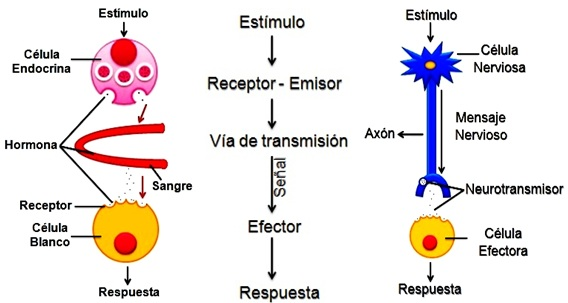 Estímulo
Célula
Endocrina
Hormona
Sangre
Receptor
Célula
Blanco
Respuesta
Estímulo
Receptor - Emisor
Vía de transmisión
Señal
Efector
Respuesta
Estímulo
Célula
Nerviosa
Axón
Mensaje
Nervioso
Neurotransmisor
Célula
Efectora
Respuesta